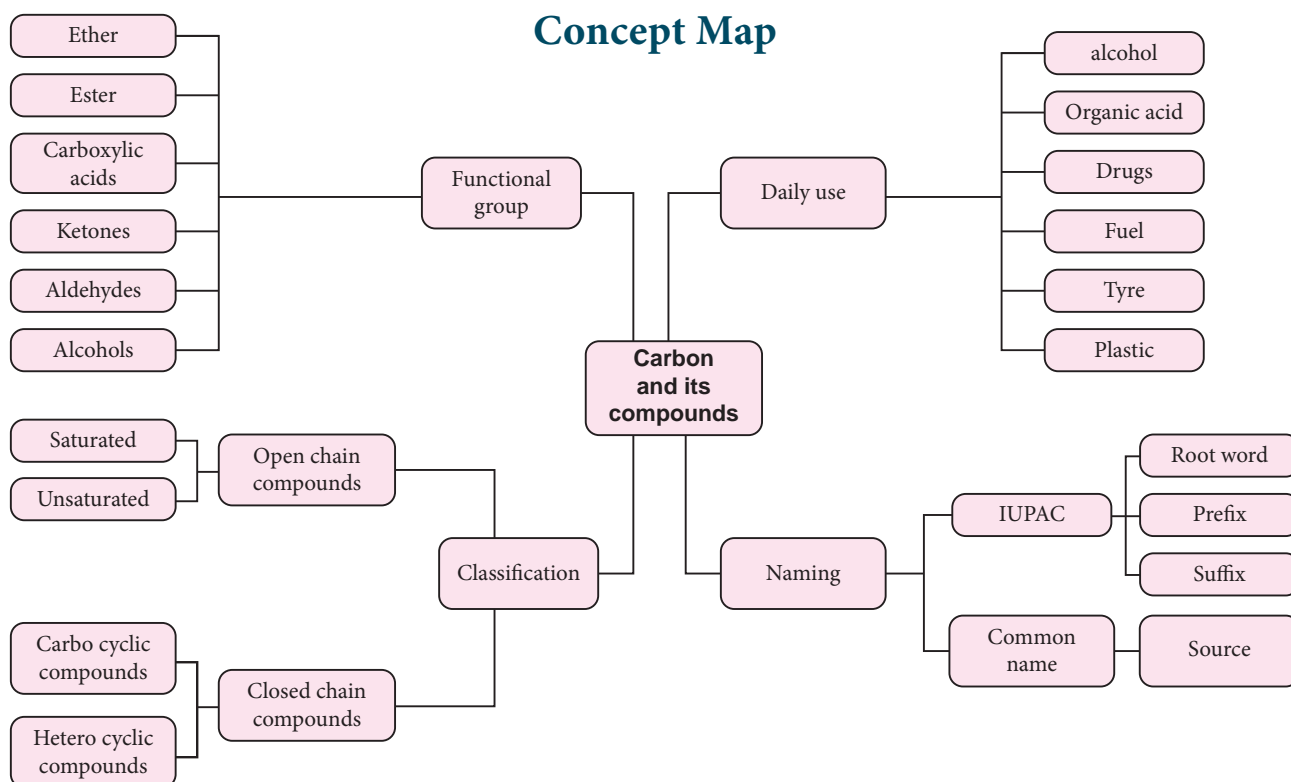 Concept Map
Ether
Ester
Carboxylic
acids
Ketones
Aldehydes
Alcohols
Functional
group
Daily use
alcohol
Organic acid
Drugs
Fuel
Tyre
Plastic
Carbon
and its
compounds
Saturated
Unsaturated
Open chain
compounds
Classification
Carbo cyclic
compounds
Hetero cyclic
compounds
Closed chain
compounds
Naming
IUPAC
Root word
Prefix
Suffix
Common
name
Source